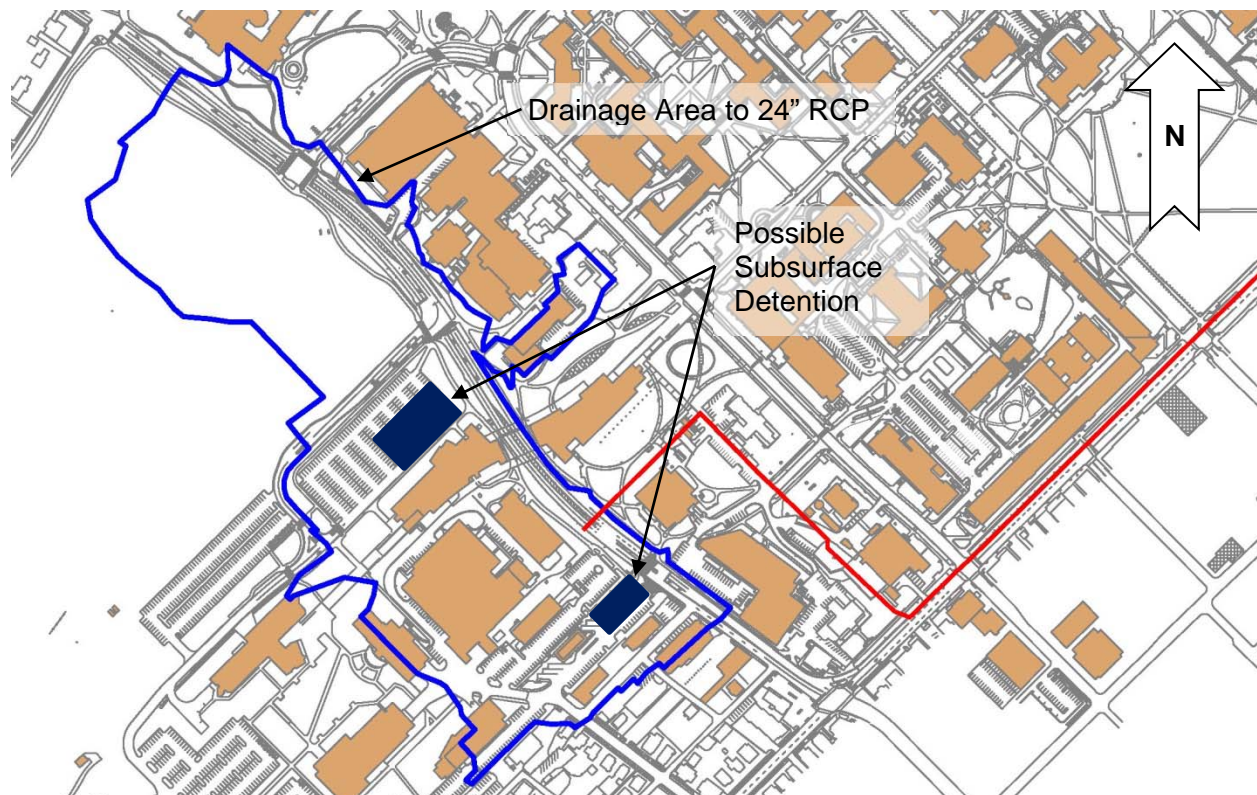 Drainage Area to 24” RCP
N
Possible
Subsurface
Detention